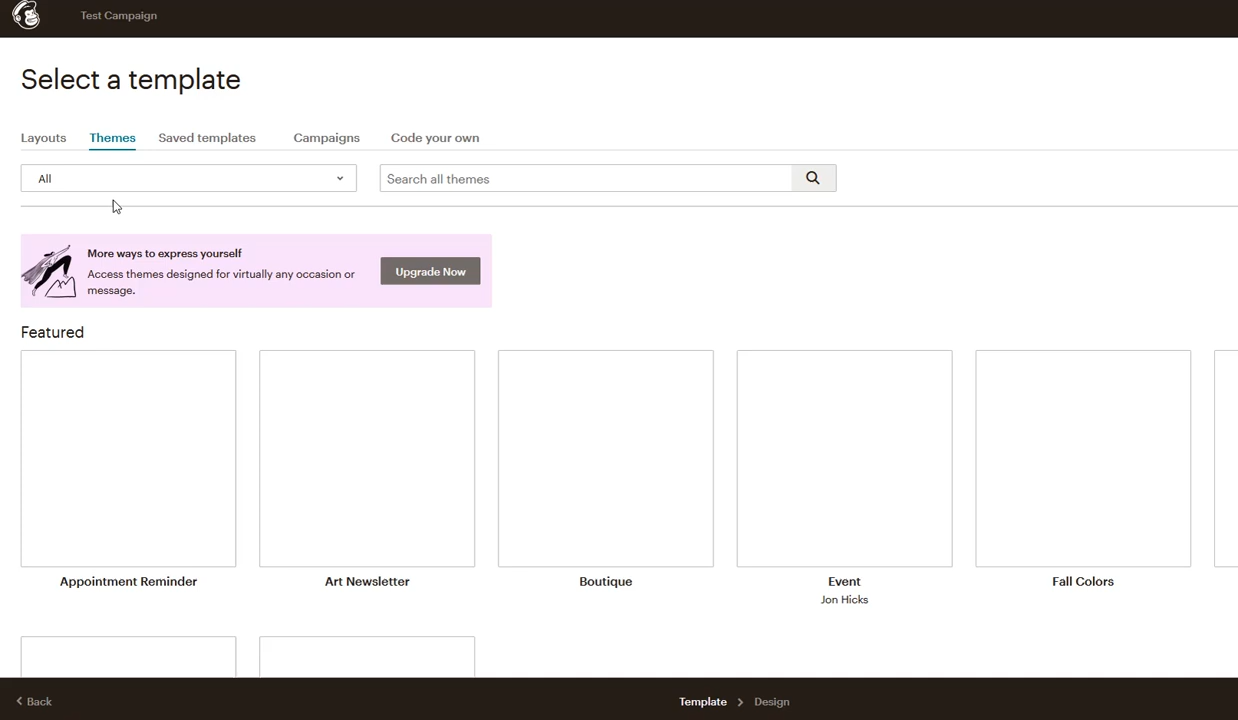 Test Campaign
Select a template
Layouts
Themes
Saved templates
Campaigns
Code your own
All
Search all themes
More ways to express yourself
Access themes designed for virtually any occasion or
message.
Upgrade Now
Featured
Appointment Reminder
Art Newsletter
Boutique
Event
Jon Hicks
Fall Colors
Back
Template
Design